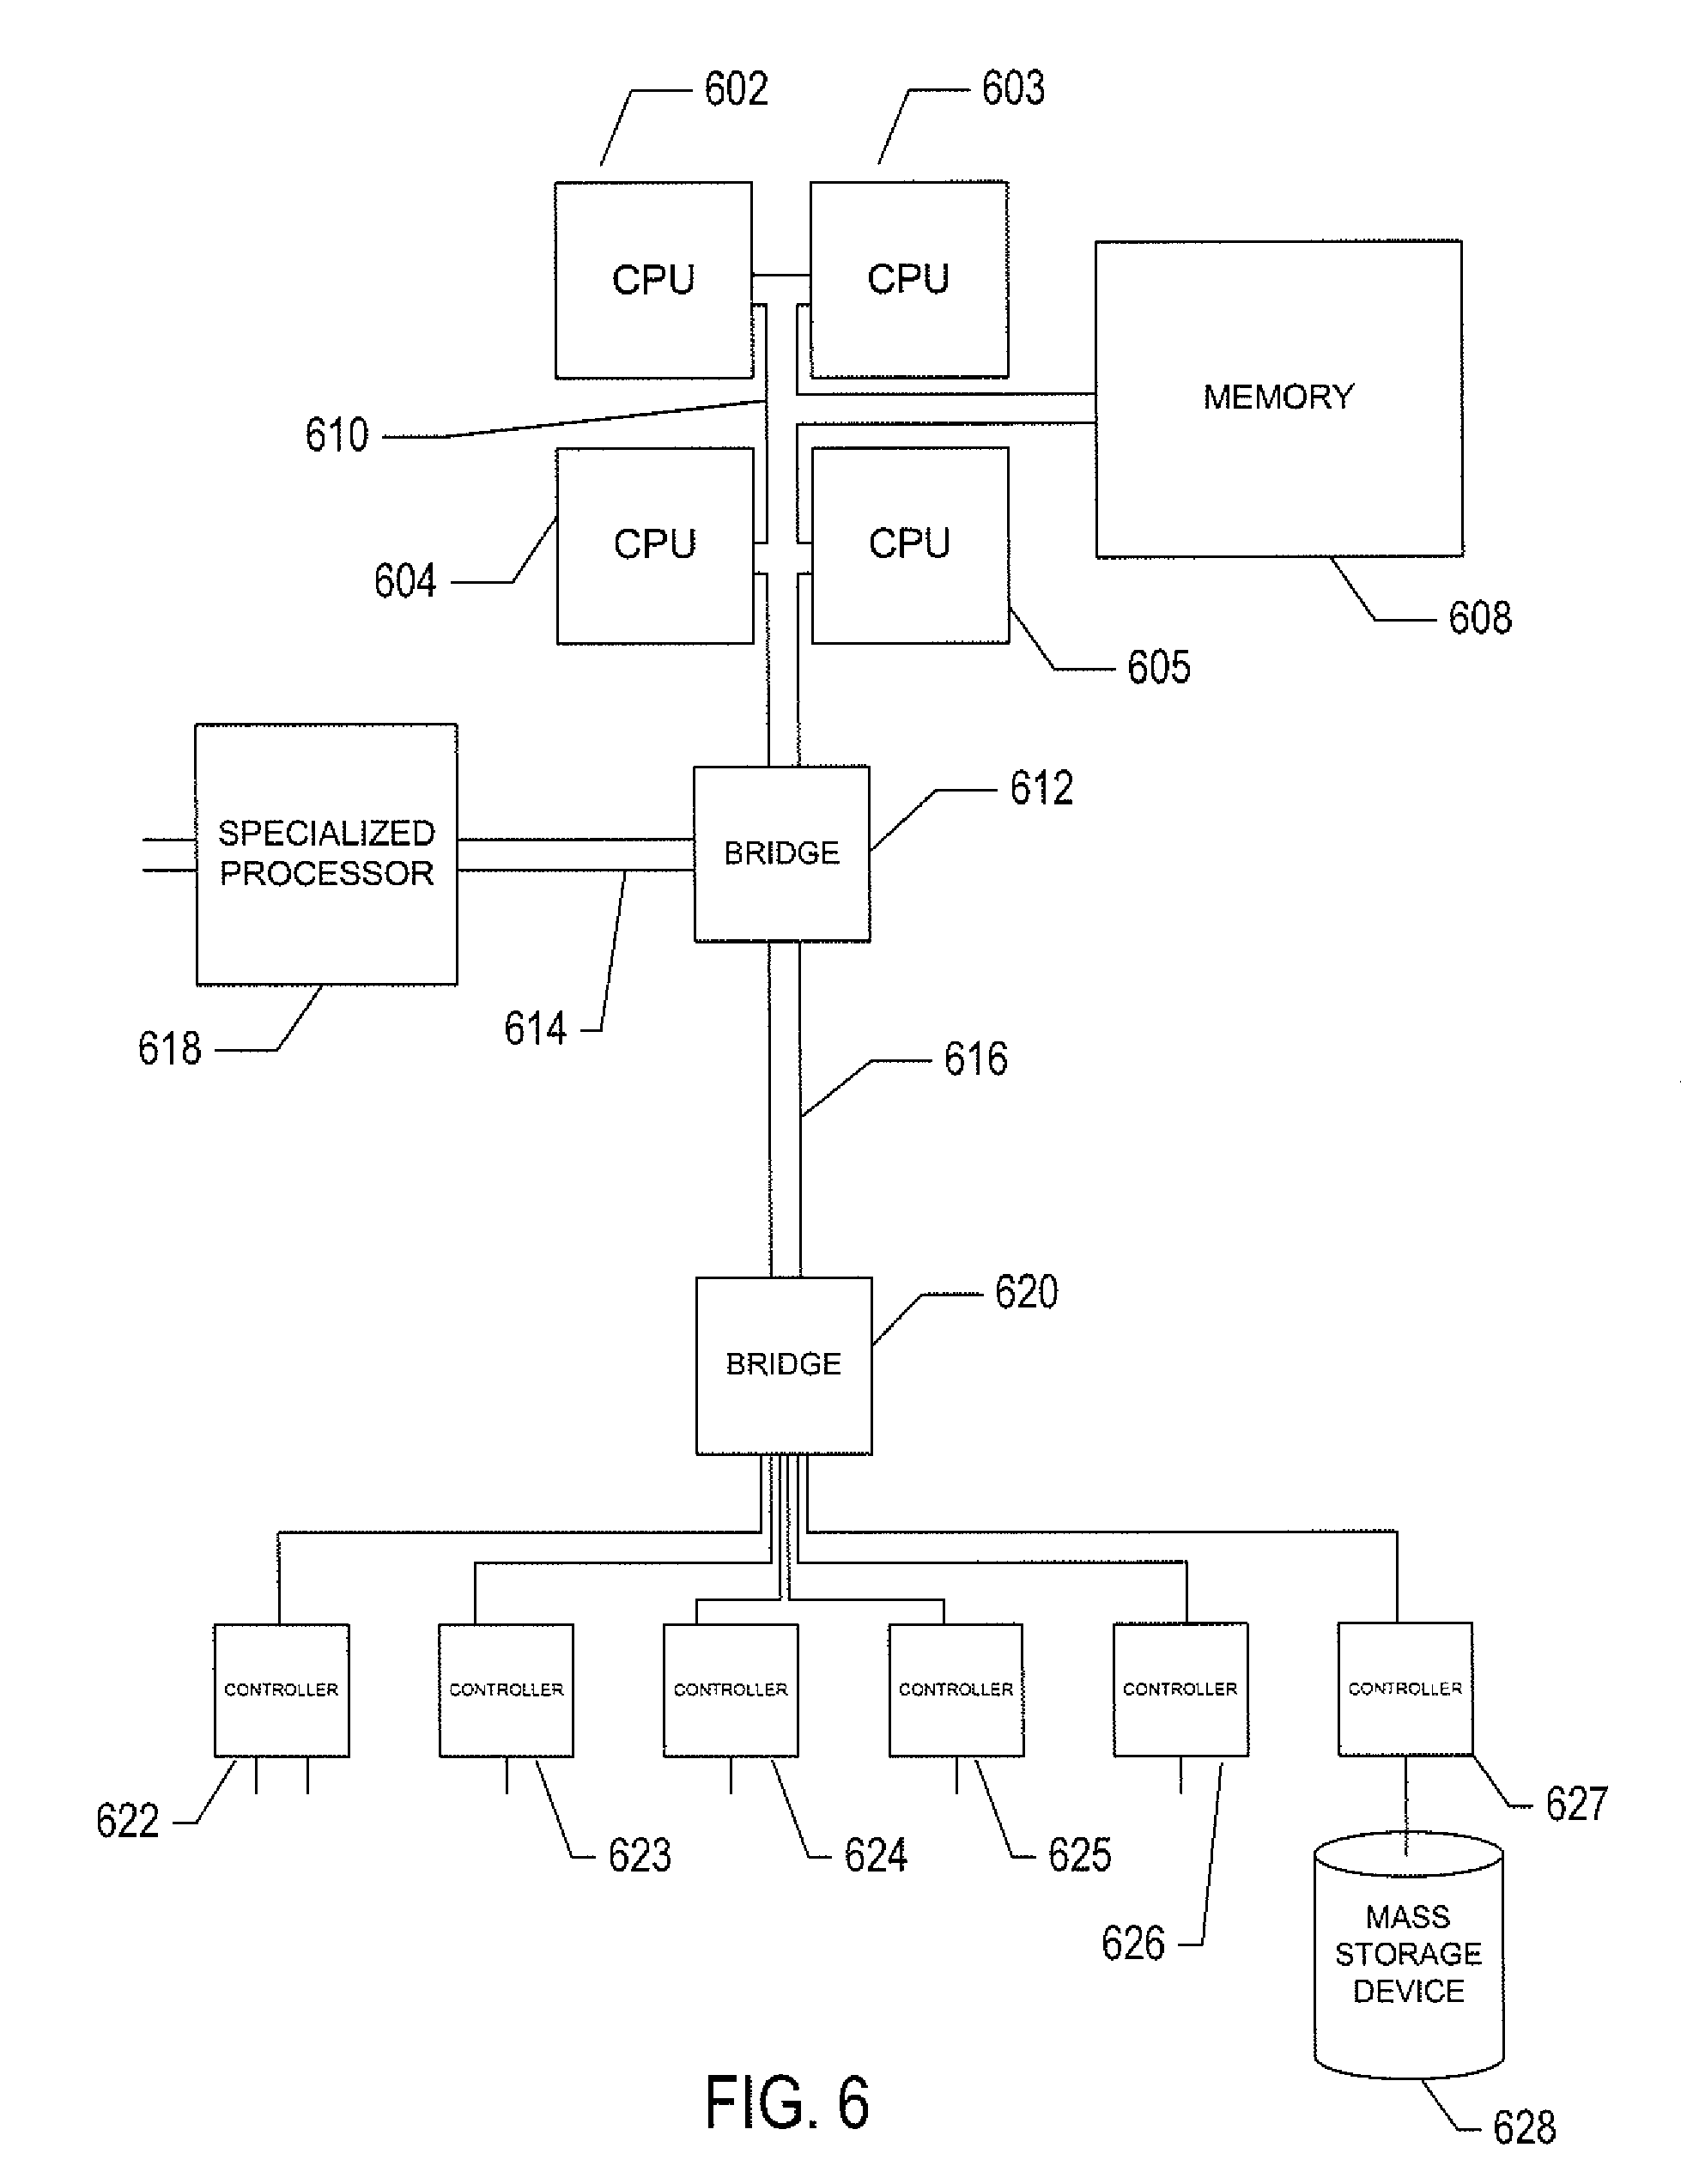 602
603
CPU
CPU
MEMORY
610
CPU
CPU
604
608
605
SPECIALIZED
PROCESSOR
BRIDGE
612
618
614
616
BRIDGE
620
CONTROLLER
CONTROLLER
CONTROLLER
CONTROLLER
CONTROLLER
CONTROLLER
622
623
624
625
626
627
MASS
STORAGE
DEVICE
FIG. 6
628